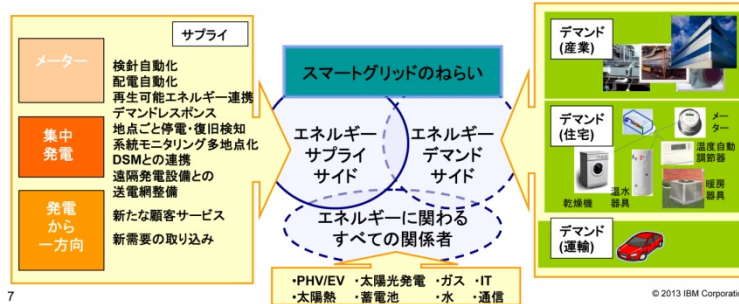 サプライ
メーター
集中
発電
発電
から
一方向
検針自動化
配電自動化
再生可能エネルギー連携
デマンドレスポンス
地点ごと停電・復旧検知
系統モニタリング多地点化
DSMとの連携
遠隔発電設備との
送電網整備
新たな顧客サービス
新需要の取り込み
スマートグリッドのねらい
エネルギー
サプライ
サイド
エネルギー
デマンド
サイド
エネルギーに関わる
すべての関係者
・PHV/EV ・太陽光発電 ・ガス ・IT
・太陽熱 ・蓄電池 ・水 ・通信
デマンド
(産業)
デマンド
(住宅)
メー
ター
温度自動
調節器
乾燥機
温水
器具
暖房
器具
デマンド
(運輸)
7
© 2013 IBM Corporati